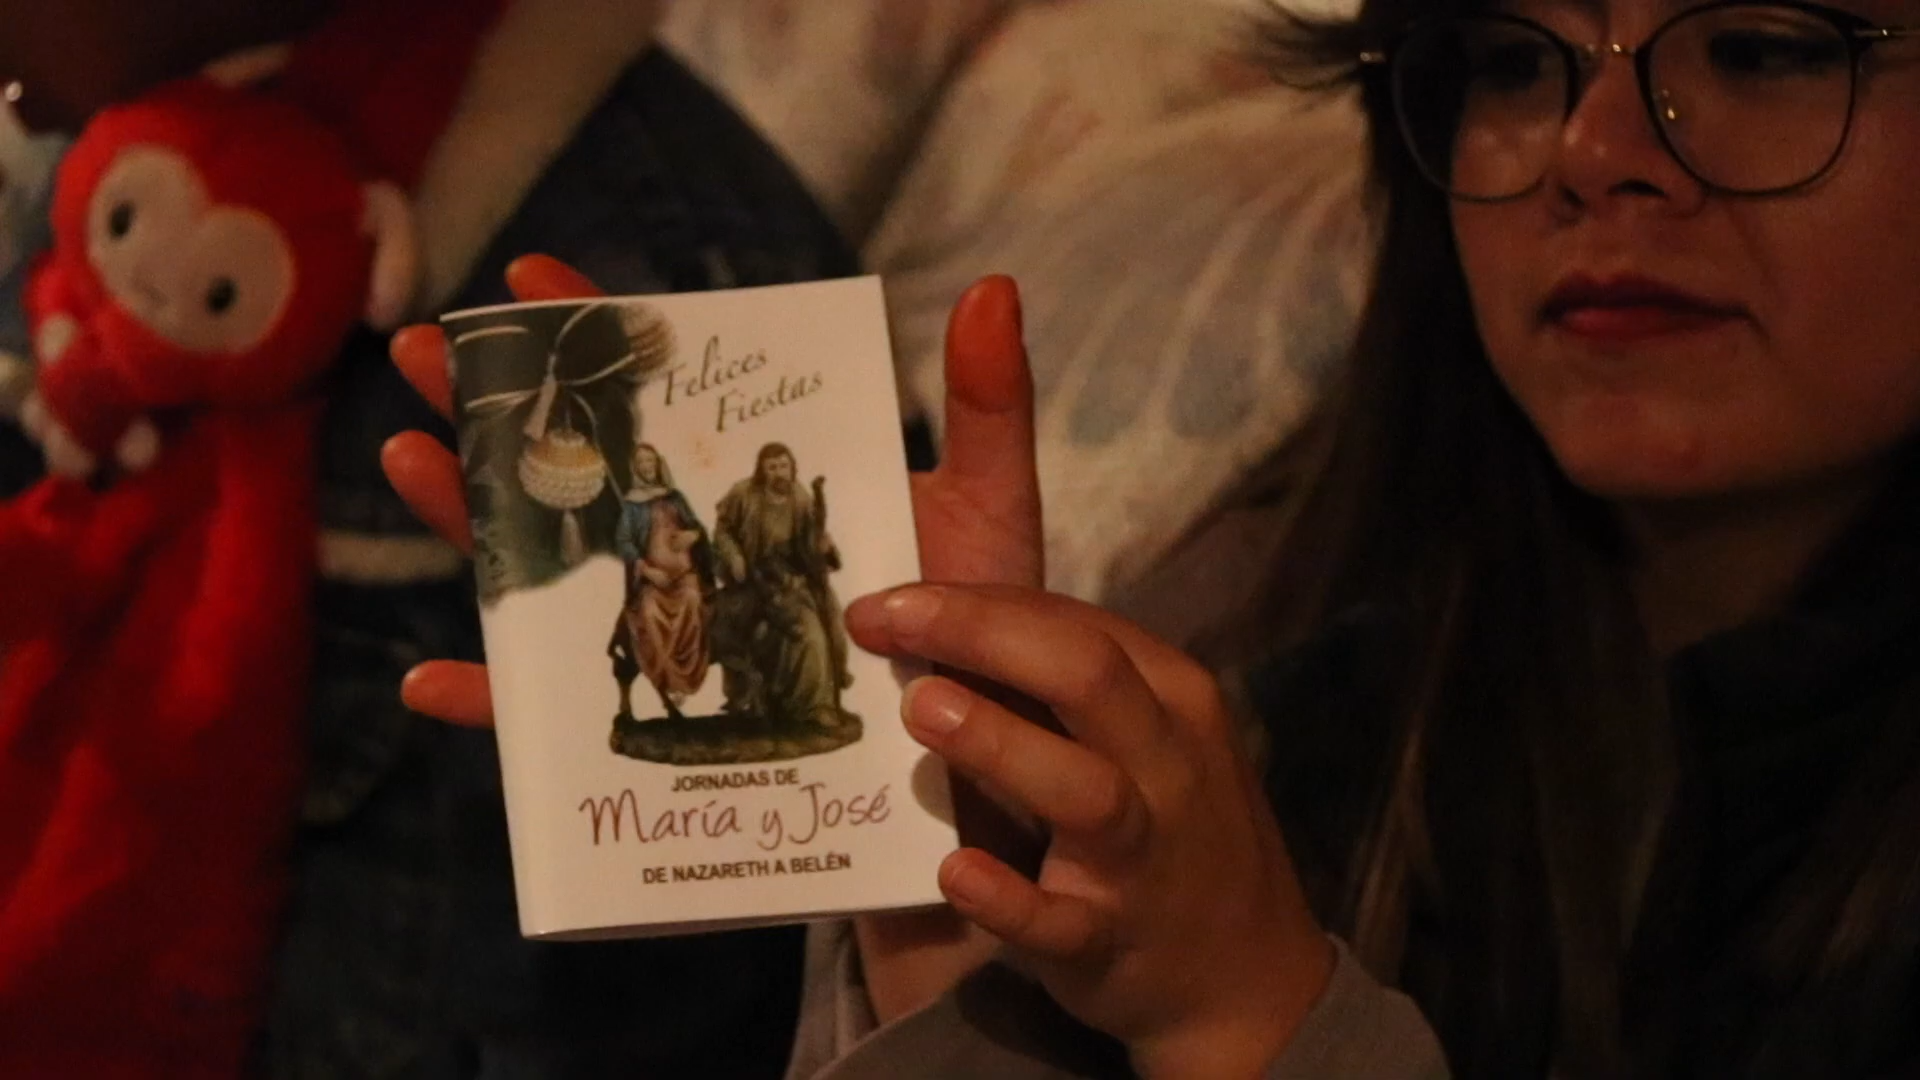 Felices
Fiestas
JORNADAS DE
María y José
DE NAZARETH A BELÉN